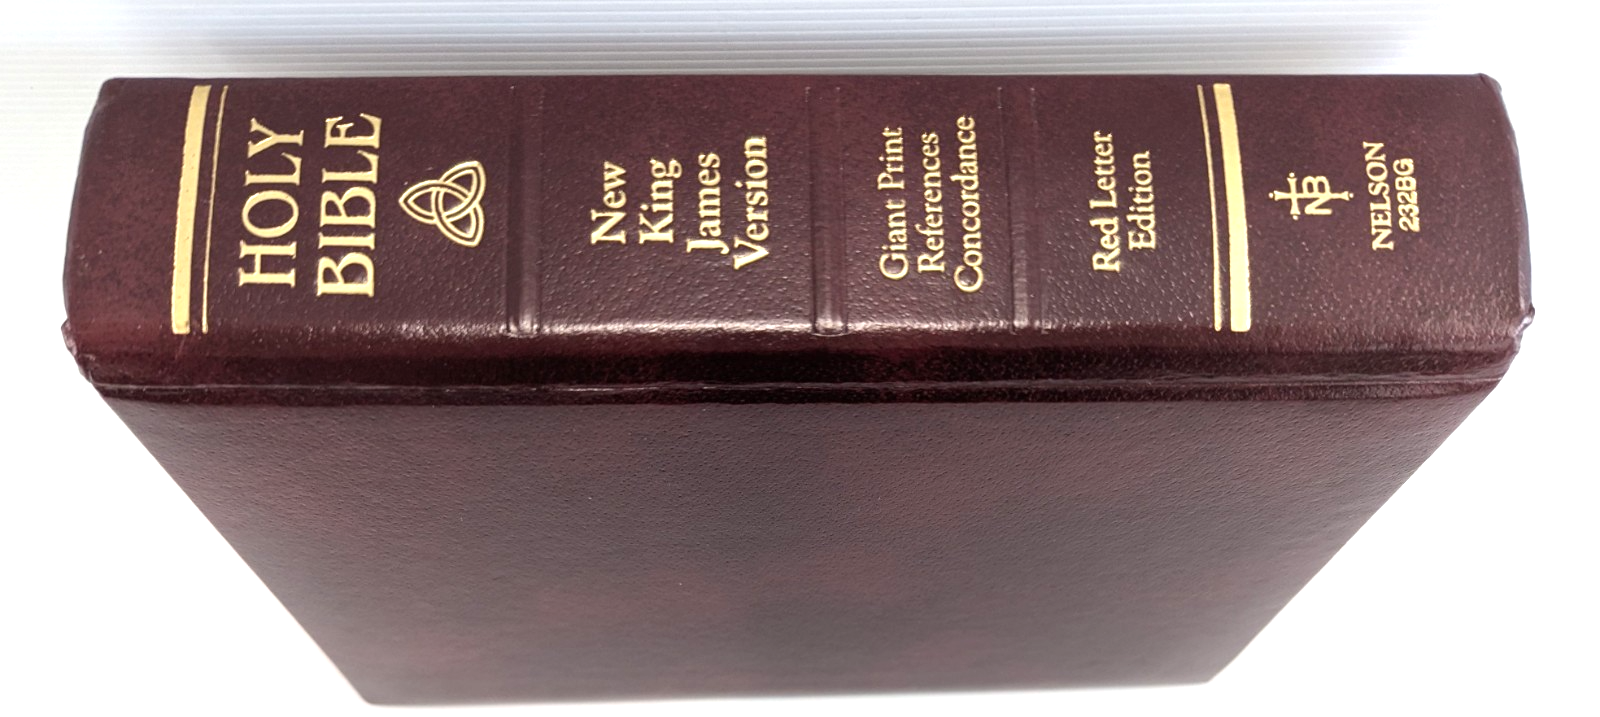 HOLY
BIBLE
New
King
James
Version
Giant Print
References
Concordance
Red Letter
Edition
NB
NELSON
232BG